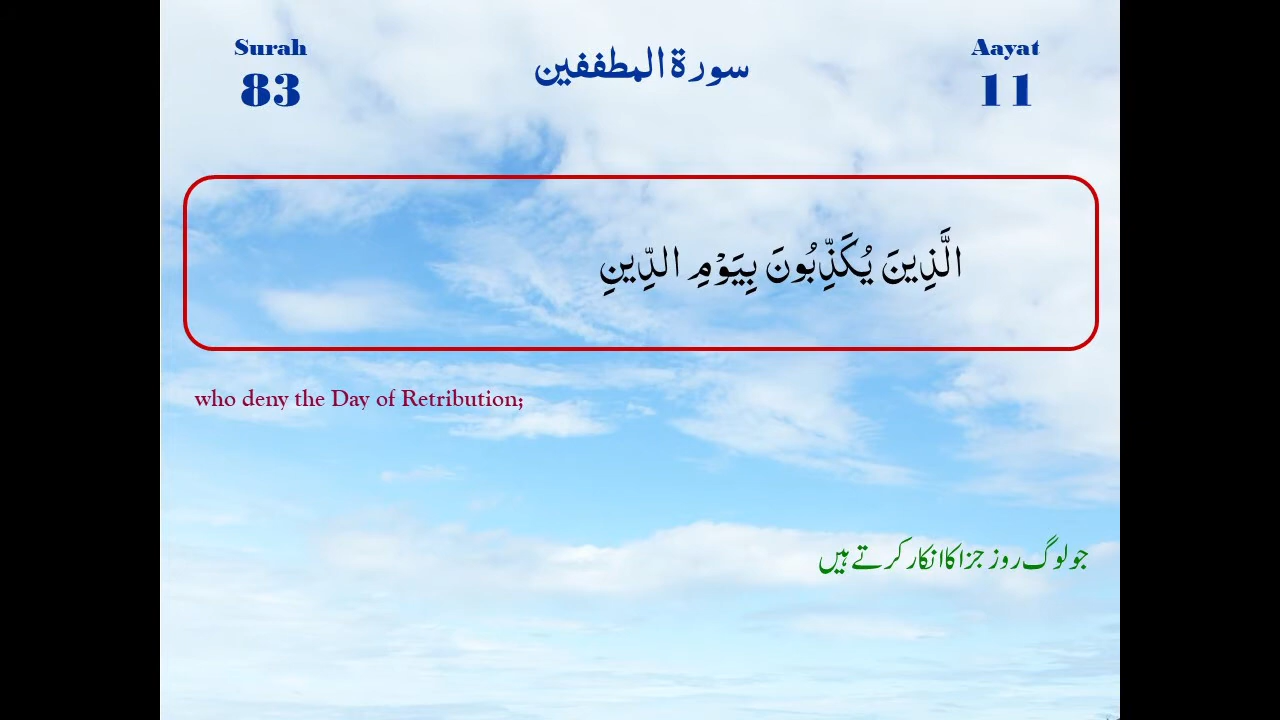 Surah
83
سورة المطففين
Aayat
11
الَّذِينَ يُكَذِّبُونَ بِيَوْمِ الدِّينِ
who deny the Day of Retribution;
جو لوگ روز جزا کا انکار کرتے ہیں